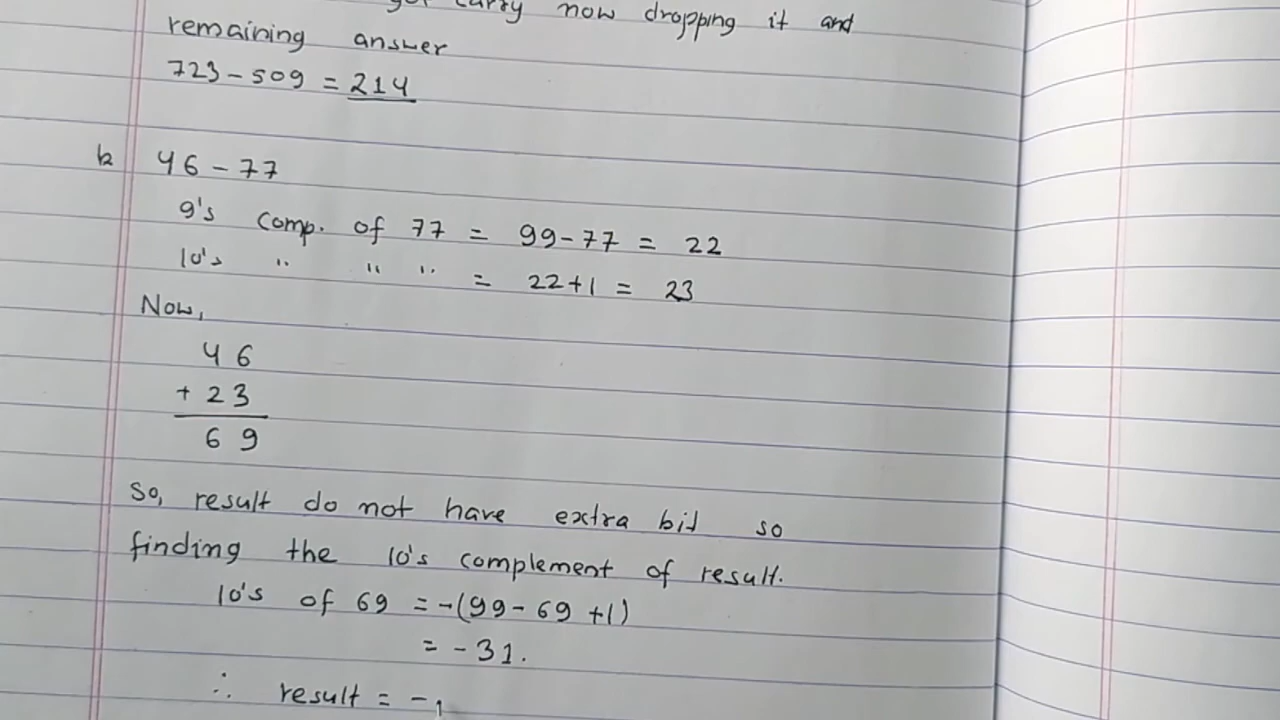 carry now dropping it and
remaining answer
723 - 509 = 214
b 46 - 77
9's comp. of 77 = 99-77 = 22
10's " " " = 22+1 = 23
Now,
46
+ 23
69
So, result do not have extra bit so
finding the 10's complement of result.
10's of 69 = -(99 - 69 +1)
= - 31.
∴ result = -